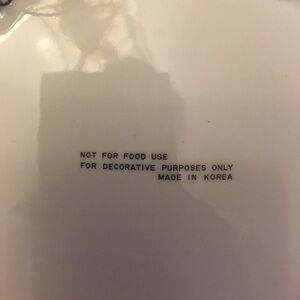 NOT FOR FOOD USE
FOR DECORATIVE PURPOSES ONLY
MADE IN KOREA